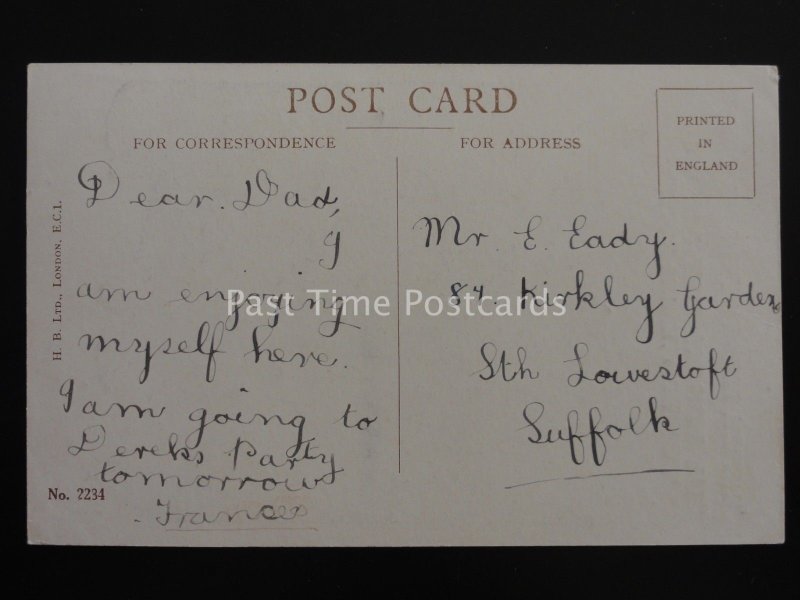 POST CARD
FOR CORRESPONDENCE
FOR ADDRESS
PRINTED
IN
ENGLAND
H. B. LTD., LONDON, E.C.1.
Dear. Dad,
I
am enjoying
myself here.
I am going to
Dereks Party
tomorrow
Frances
No. 2234
Mr. E. Eady.
84. Kirkley Gardens
Sth Lowestoft
Suffolk
Past Time Postcards